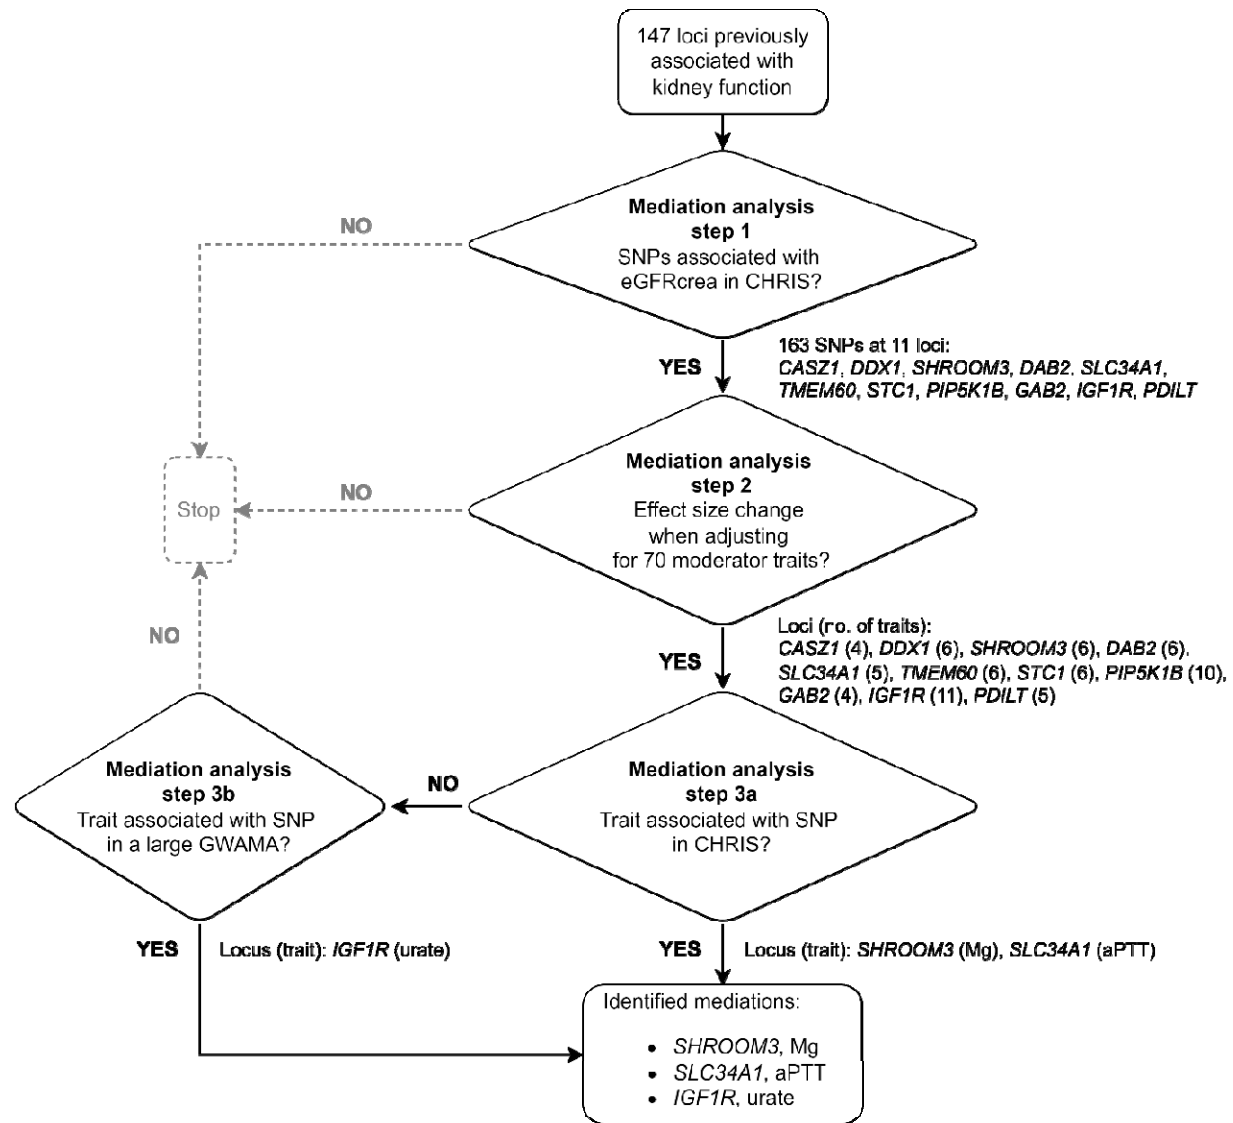 147 loci previously
associated with
kidney function
Mediation analysis
step 1
SNPs associated with
eGFRcrea in CHRIS?
NO
YES
163 SNPs at 11 loci:
CASZ1, DDX1, SHROOM3, DAB2, SLC34A1,
TMEM60, STC1, PIP5K1B, GAB2, IGF1R, PDILT
Mediation analysis
step 2
Effect size change
when adjusting
for 70 moderator traits?
NO
Stop
YES
Loci (no. of traits):
CASZ1 (4), DDX1 (6), SHROOM3 (6), DAB2 (6),
SLC34A1 (5), TMEM60 (6), STC1 (6), PIP5K1B (10),
GAB2 (4), IGF1R (11), PDILT (5)
NO
Mediation analysis
step 3a
Trait associated with SNP
in CHRIS?
NO
Mediation analysis
step 3b
Trait associated with SNP
in a large GWAMA?
YES
Locus (trait): IGF1R (urate)
YES
Locus (trait): SHROOM3 (Mg), SLC34A1 (aPTT)
Identified mediations:
• SHROOM3, Mg
• SLC34A1, aPTT
• IGF1R, urate